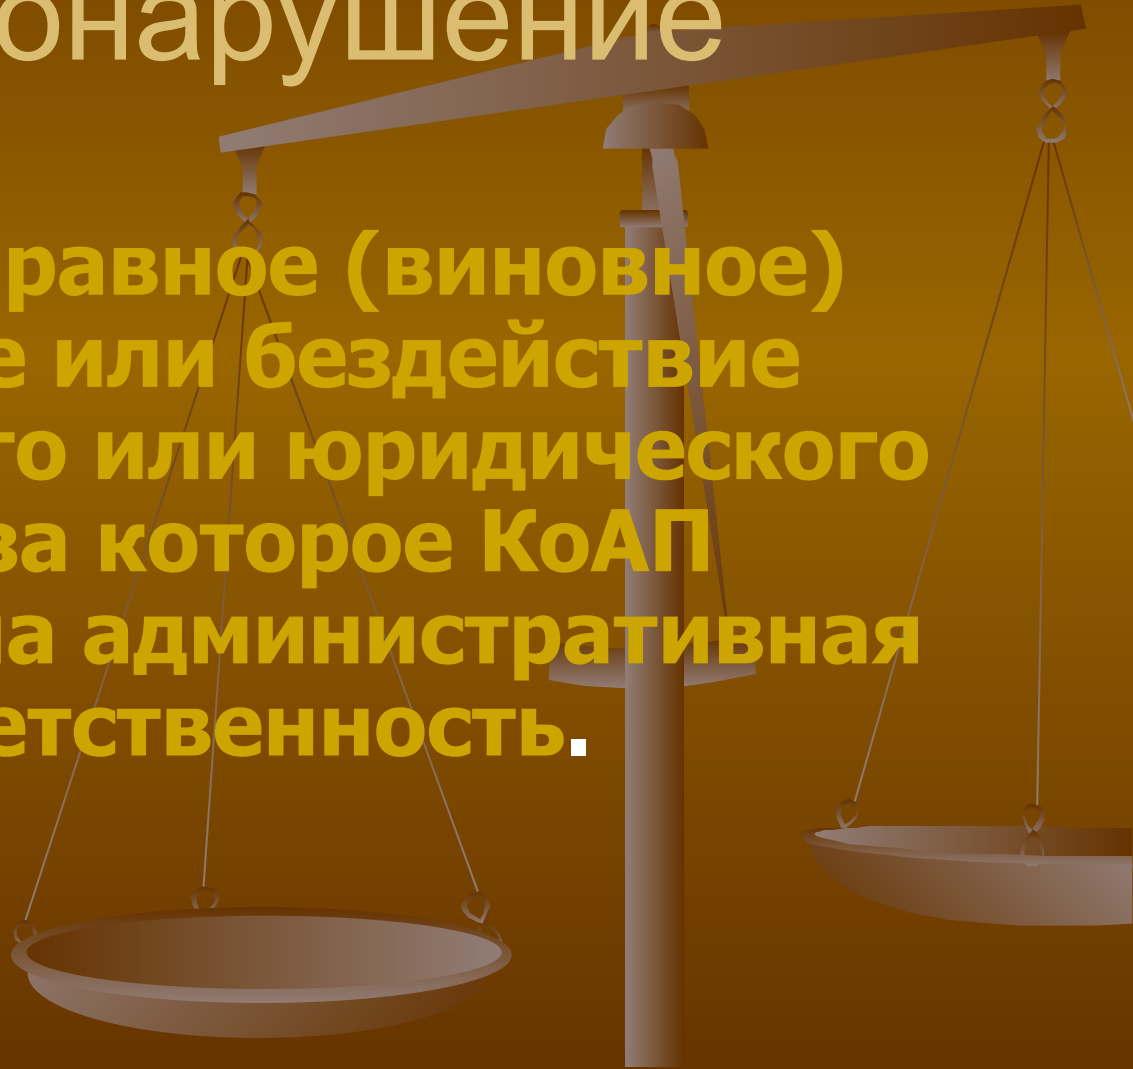 онарушение
равное (виновное)
е или бездействие
го или юридического
за которое КоАП
на административная
етственность.